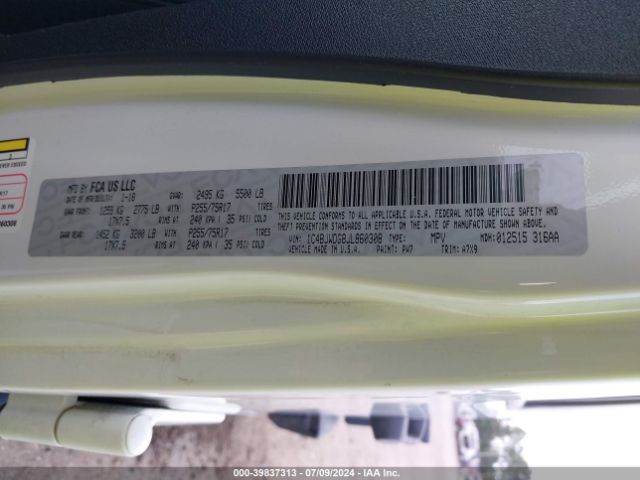 MFD BY: FCA US LLC
DATE OF MFR 1-18 GVWR: 2495 KG 5500 LB
GAWR FRONT: 1259 KG 2775 LB WITH P255/75R17 TIRES
17X7.5 RIMS AT 240 KPA ( 35 PSI) COLD
GAWR REAR: 1452 KG 3200 LB WITH P255/75R17 TIRES
17X7.5 RIMS AT 240 KPA ( 35 PSI) COLD
THIS VEHICLE CONFORMS TO ALL APPLICABLE U.S.A. FEDERAL MOTOR VEHICLE SAFETY,
BUMPER, AND THEFT PREVENTION STANDARDS IN EFFECT ON THE DATE OF MANUFACTURE SHOWN ABOVE.
VIN: 1C4BJWDG8JL860308 TYPE: MPV MDH: 012515 316AA
VEHICLE MADE IN U.S.A. PAINT: PW7 TRIM: A7X9
R17
860308
000-39837313 / 07/09/2024 / IAA Inc.